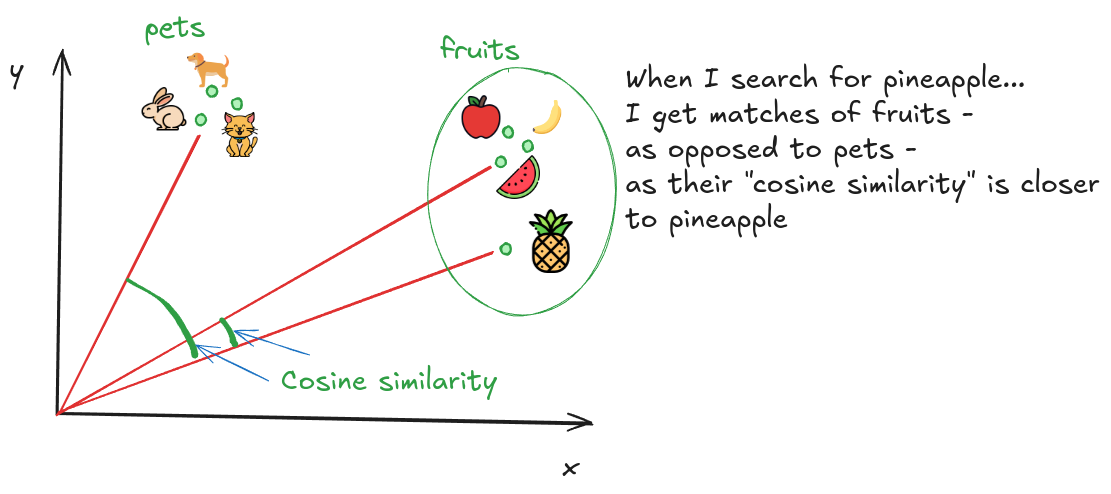 pets
fruits
y
When I search for pineapple...
I get matches of fruits -
as opposed to pets -
as their "cosine similarity" is closer
to pineapple
Cosine similarity
x